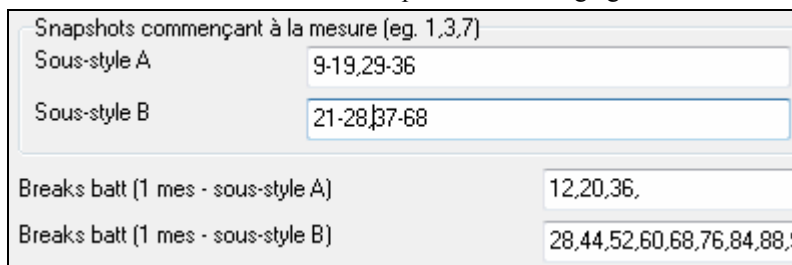 Snapshots commençant à la mesure (eg. 1,3,7)
Sous-style A 9-19,29-36
Sous-style B 21-28,37-68
Breaks batt (1 mes - sous-style A) 12,20,36,
Breaks batt (1 mes - sous-style B) 28,44,52,60,68,76,84,88,